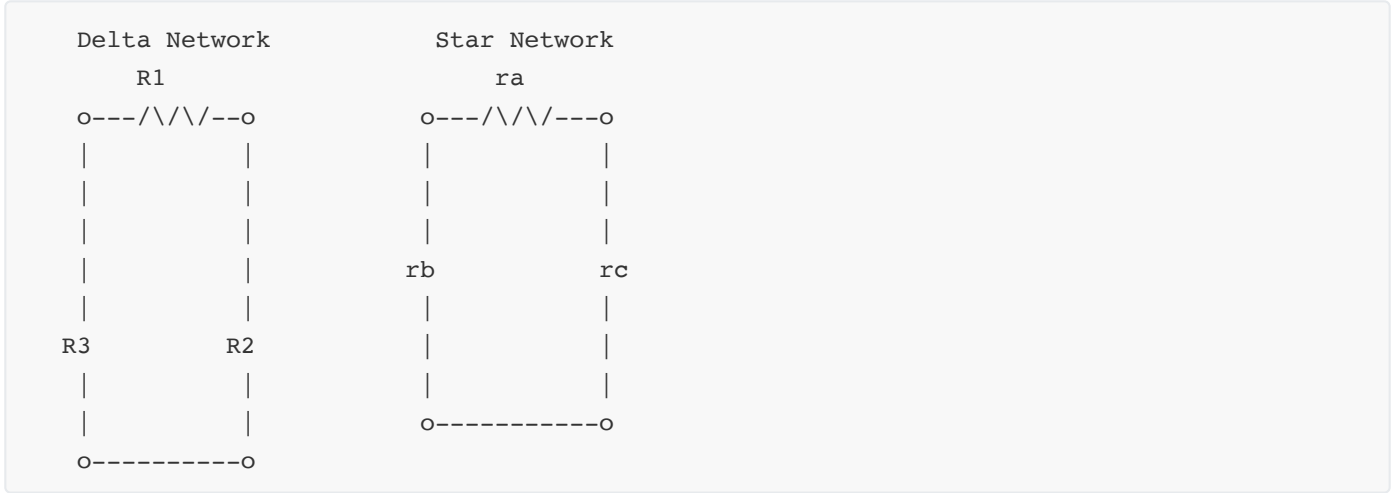 Delta Network Star Network
R1 ra
o---/\/\/--o o---/\/\/---o
| | | |
| | | |
| | | |
| | rb rc
| | | |
R3 R2 | |
| | | |
| | o-----------o
o----------o